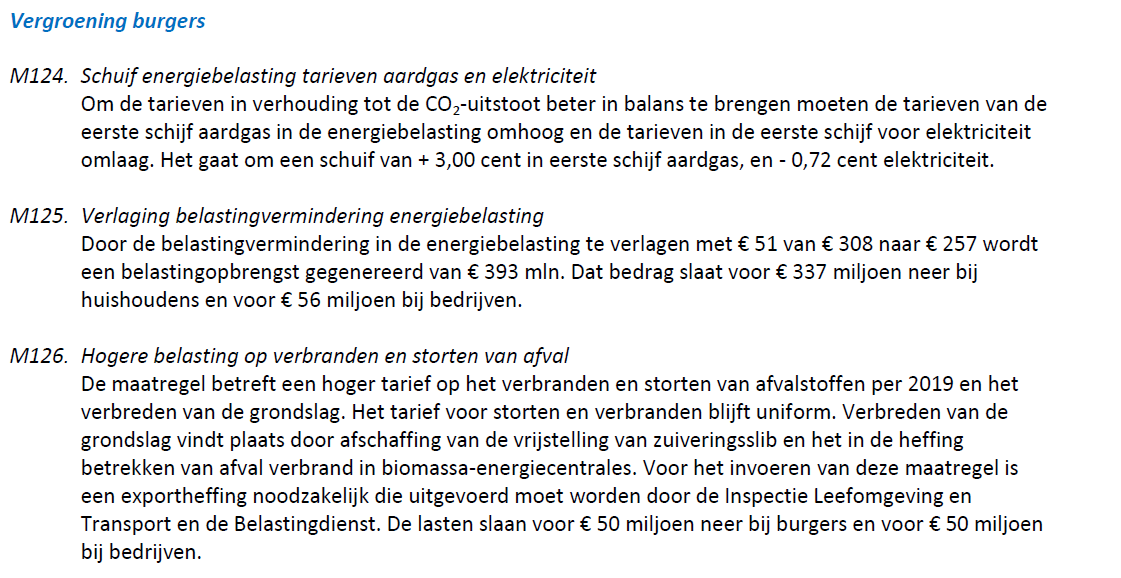 Vergroening burgers
M124. Schuif energiebelasting tarieven aardgas en elektriciteit
Om de tarieven in verhouding tot de CO₂-uitstoot beter in balans te brengen moeten de tarieven van de
eerste schijf aardgas in de energiebelasting omhoog en de tarieven in de eerste schijf voor elektriciteit
omlaag. Het gaat om een schuif van + 3,00 cent in eerste schijf aardgas, en - 0,72 cent elektriciteit.
M125. Verlaging belastingvermindering energiebelasting
Door de belastingvermindering in de energiebelasting te verlagen met € 51 van € 308 naar € 257 wordt
een belastingopbrengst gegenereerd van € 393 mln. Dat bedrag slaat voor € 337 miljoen neer bij
huishoudens en voor € 56 miljoen bij bedrijven.
M126. Hogere belasting op verbranden en storten van afval
De maatregel betreft een hoger tarief op het verbranden en storten van afvalstoffen per 2019 en het
verbreden van de grondslag. Het tarief voor storten en verbranden blijft uniform. Verbreden van de
grondslag vindt plaats door afschaffing van de vrijstelling van zuiveringsslib en het in de heffing
betrekken van afval verbrand in biomassa-energiecentrales. Voor het invoeren van deze maatregel is
een exportheffing noodzakelijk die uitgevoerd moet worden door de Inspectie Leefomgeving en
Transport en de Belastingdienst. De lasten slaan voor € 50 miljoen neer bij burgers en voor € 50 miljoen
bij bedrijven.